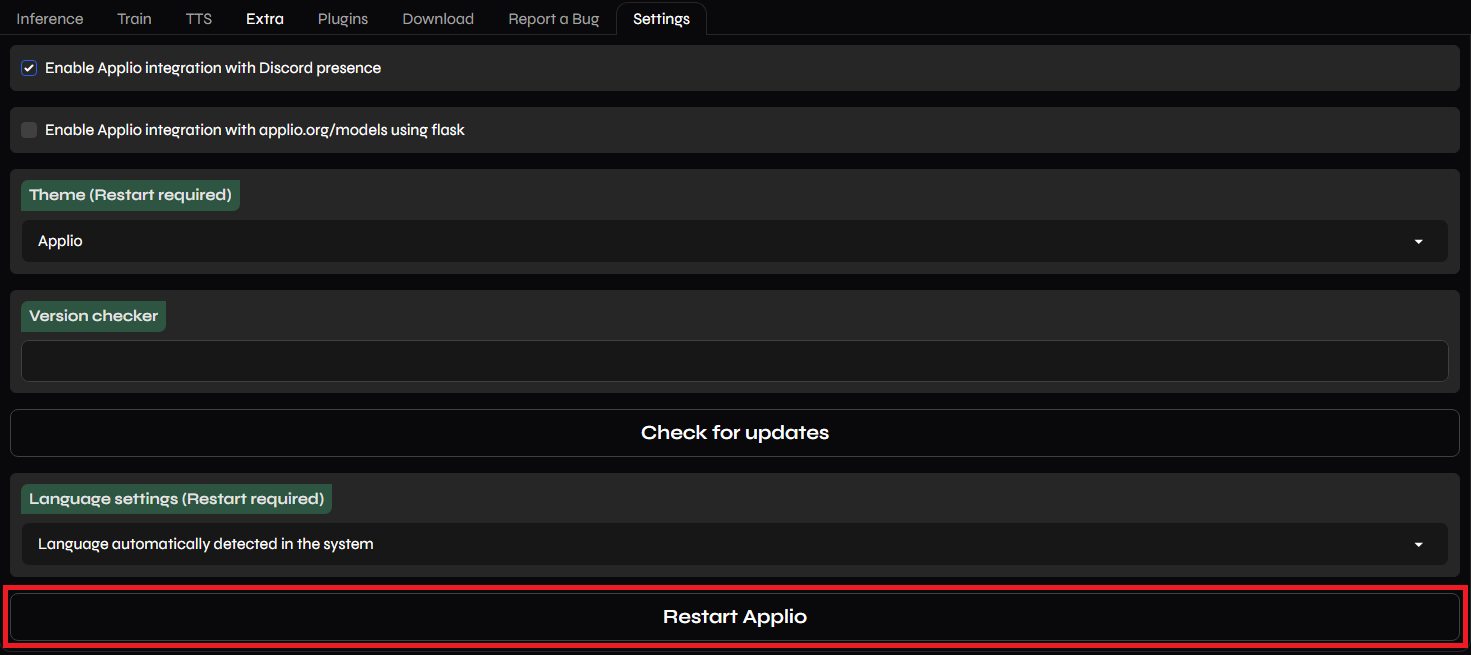 Inference Train TTS Extra Plugins Download Report a Bug Settings
Enable Applio integration with Discord presence
Enable Applio integration with applio.org/models using flask
Theme (Restart required)
Applio
Version checker
Check for updates
Language settings (Restart required)
Language automatically detected in the system
Restart Applio